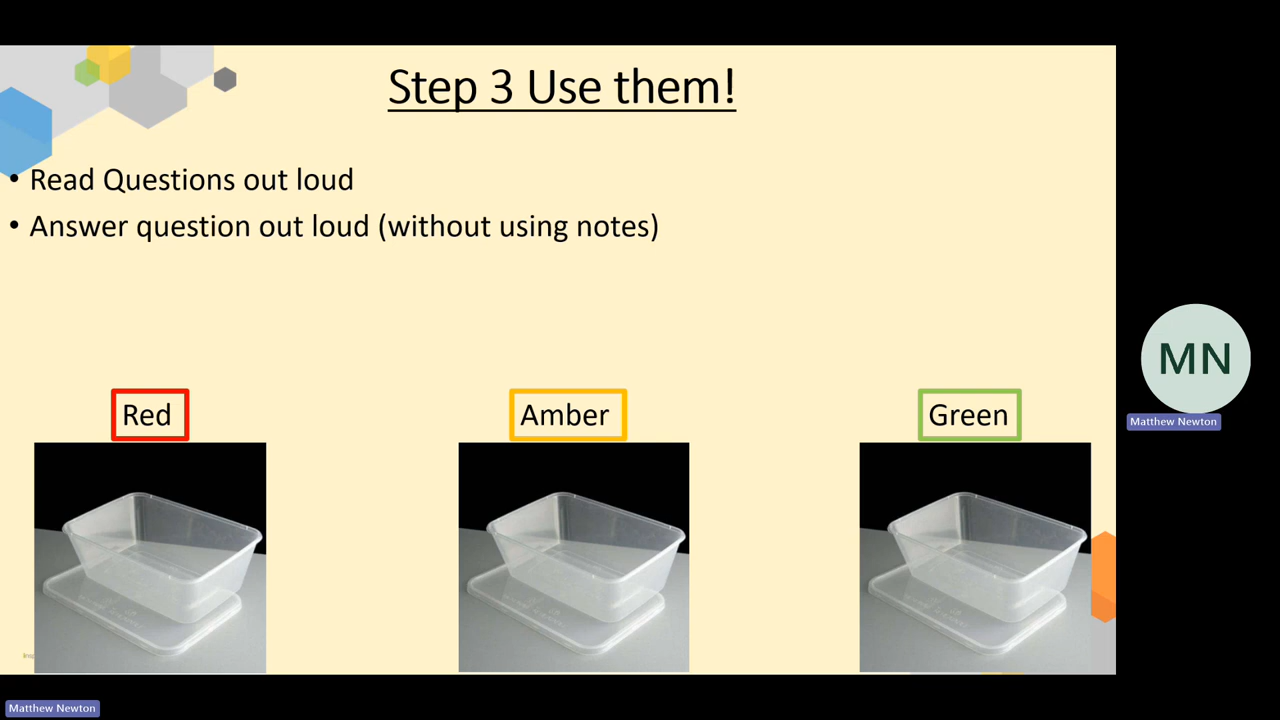 Step 3 Use them!
• Read Questions out loud
• Answer question out loud (without using notes)
Red
Amber
Green
MN
Matthew Newton
Matthew Newton